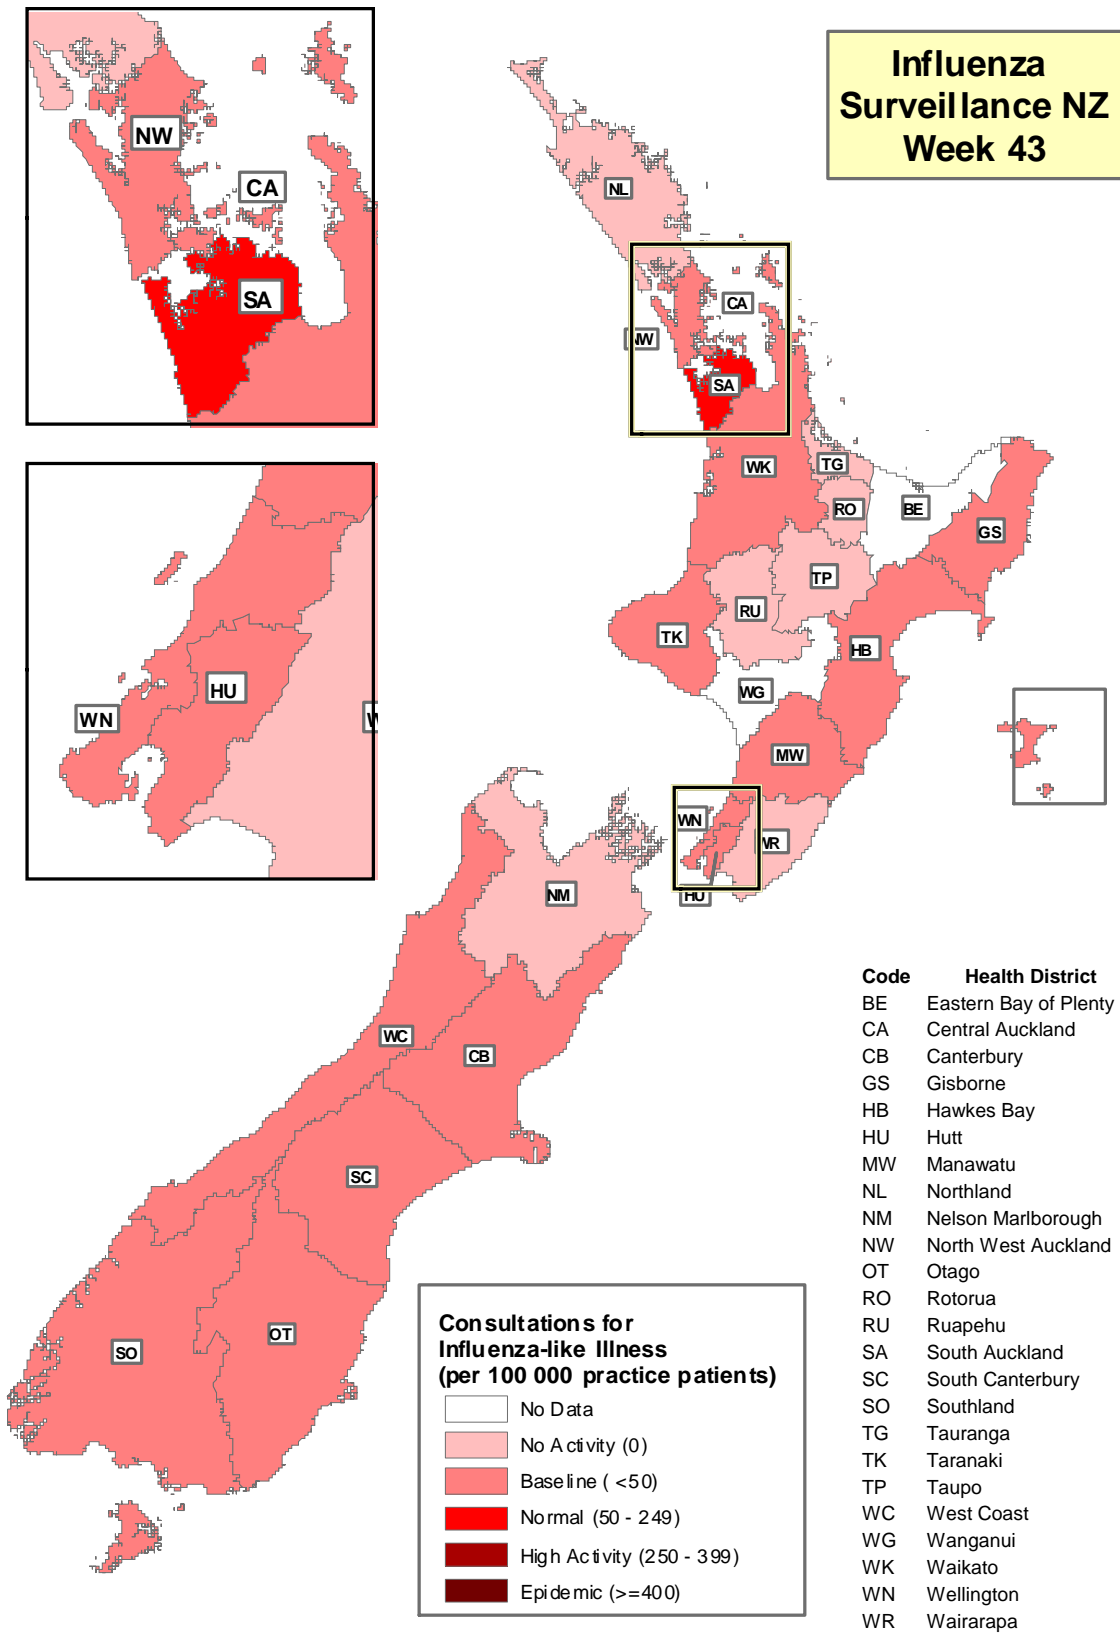 Influenza
Surveillance NZ
Week 43
NW
CA
SA
NL
CA
NW
SA
WK
TG
RO
BE
GS
TP
RU
TK
HB
WG
MW
HU
WN
W
WN
WR
HU
NM
WC
CB
SC
OT
SO
Code Health District
BE Eastern Bay of Plenty
CA Central Auckland
CB Canterbury
GS Gisborne
HB Hawkes Bay
HU Hutt
MW Manawatu
NL Northland
NM Nelson Marlborough
NW North West Auckland
OT Otago
RO Rotorua
RU Ruapehu
SA South Auckland
SC South Canterbury
SO Southland
TG Tauranga
TK Taranaki
TP Taupo
WC West Coast
WG Wanganui
WK Waikato
WN Wellington
WR Wairarapa
Consultations for
Influenza-like Illness
(per 100 000 practice patients)
No Data
No Activity (0)
Baseline ( <50)
Normal (50 - 249)
High Activity (250 - 399)
Epidemic (>=400)